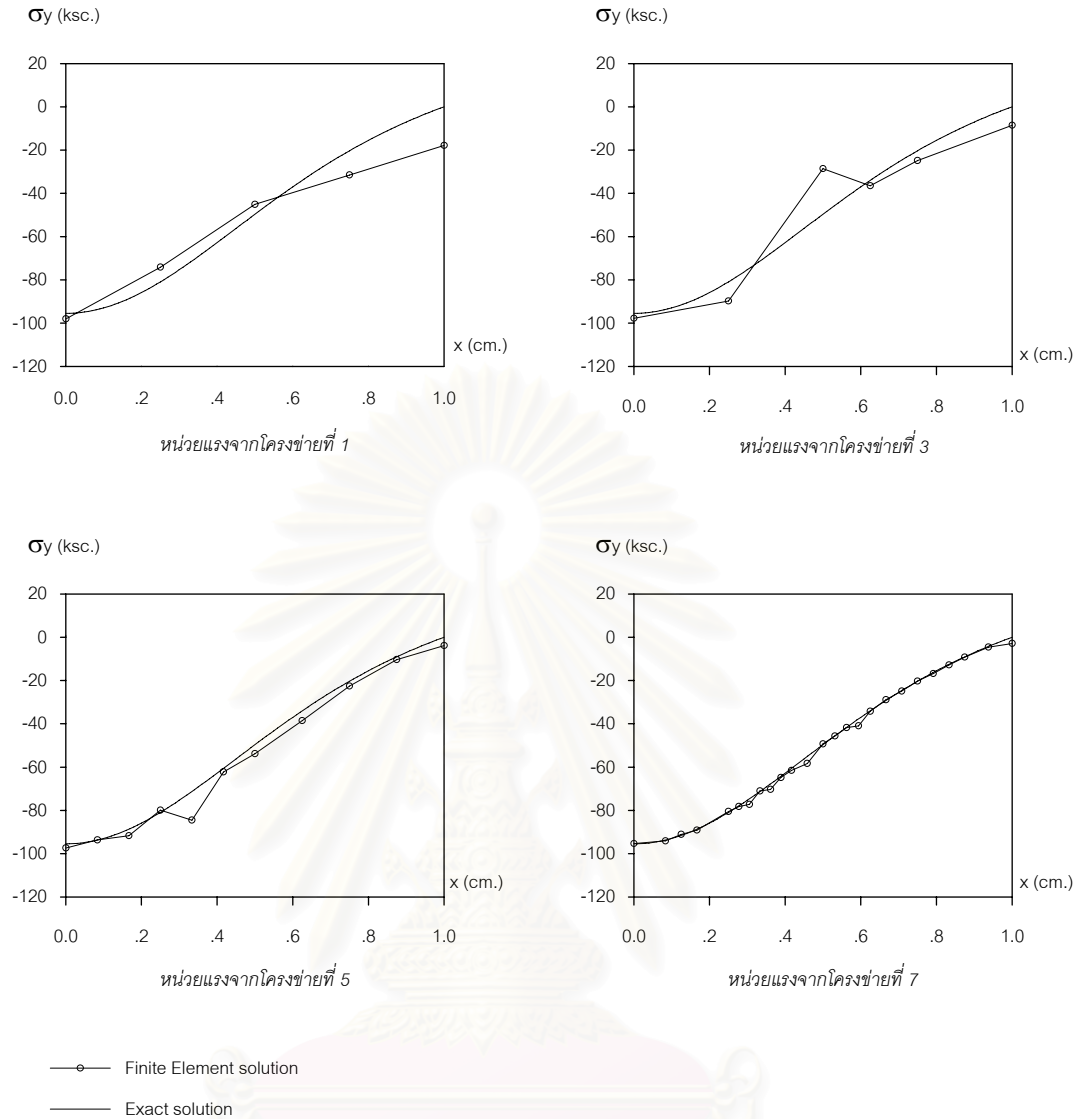 σy (ksc.)
20
0
-20
-40
-60
-80
-100
-120
x (cm.)
0.0 .2 .4 .6 .8 1.0
หน่วยแรงจากโครงข่ายที่ 1
σy (ksc.)
20
0
-20
-40
-60
-80
-100
-120
x (cm.)
0.0 .2 .4 .6 .8 1.0
หน่วยแรงจากโครงข่ายที่ 3
σy (ksc.)
20
0
-20
-40
-60
-80
-100
-120
x (cm.)
0.0 .2 .4 .6 .8 1.0
หน่วยแรงจากโครงข่ายที่ 5
σy (ksc.)
20
0
-20
-40
-60
-80
-100
-120
x (cm.)
0.0 .2 .4 .6 .8 1.0
หน่วยแรงจากโครงข่ายที่ 7
Finite Element solution
Exact solution